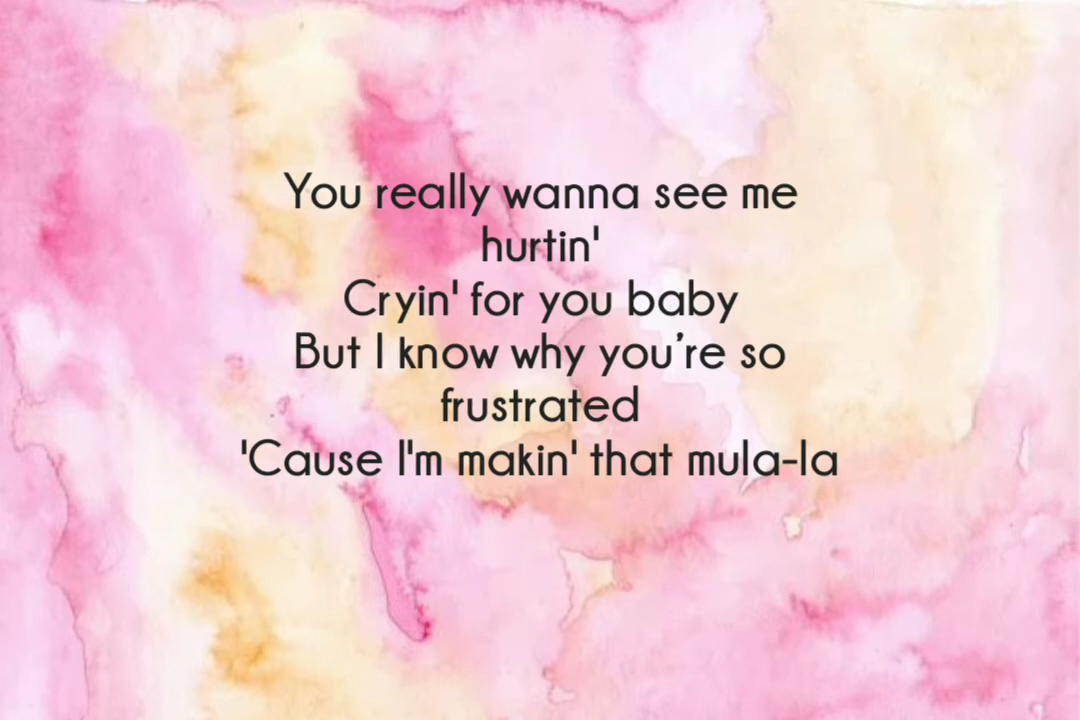 You really wanna see me
hurtin'
Cryin' for you baby
But I know why you’re so
frustrated
'Cause I'm makin' that mula-la